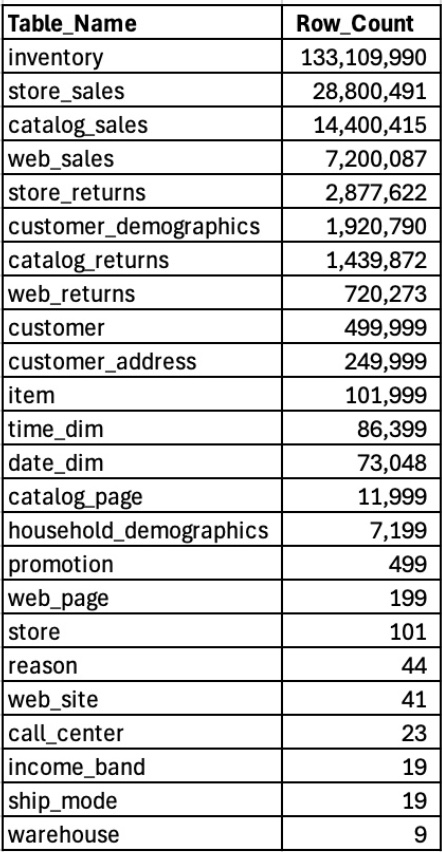 Table_Name Row_Count
inventory 133,109,990
store_sales 28,800,491
catalog_sales 14,400,415
web_sales 7,200,087
store_returns 2,877,622
customer_demographics 1,920,790
catalog_returns 1,439,872
web_returns 720,273
customer 499,999
customer_address 249,999
item 101,999
time_dim 86,399
date_dim 73,048
catalog_page 11,999
household_demographics 7,199
promotion 499
web_page 199
store 101
reason 44
web_site 41
call_center 23
income_band 19
ship_mode 19
warehouse 9